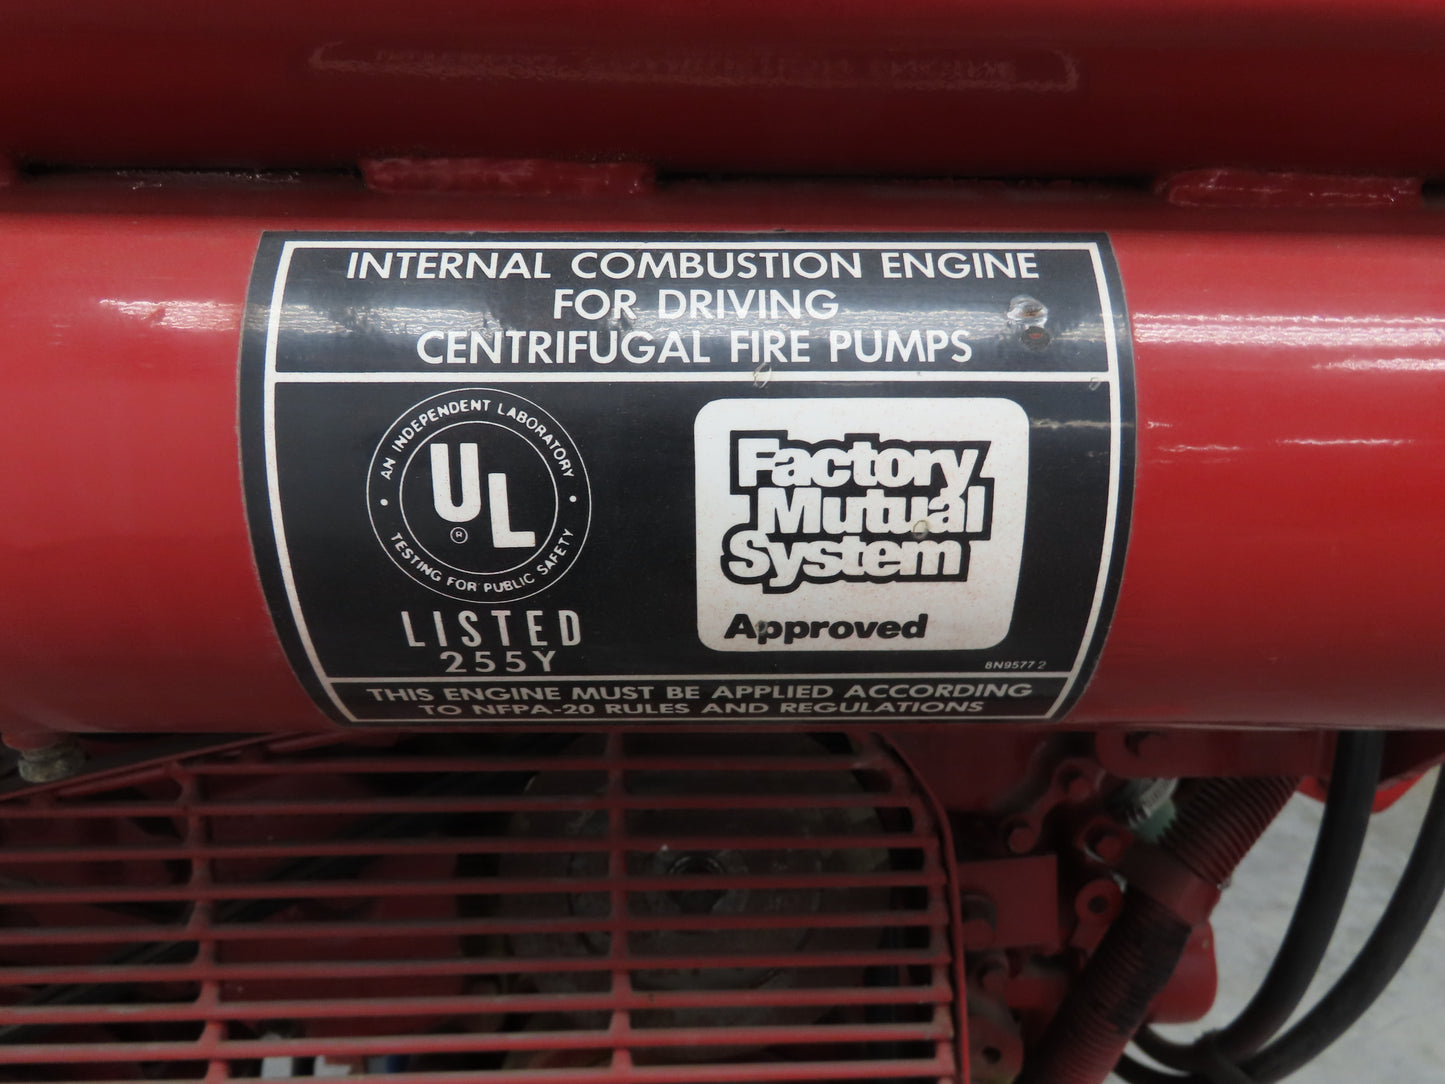 INTERNAL COMBUSTION ENGINE
FOR DRIVING
CENTRIFUGAL FIRE PUMPS
AN INDEPENDENT LABORATORY
UL
®
TESTING FOR PUBLIC SAFETY
LISTED
255Y
Factory
Mutual
System
Approved
8N9577 2
THIS ENGINE MUST BE APPLIED ACCORDING
TO NFPA-20 RULES AND REGULATIONS